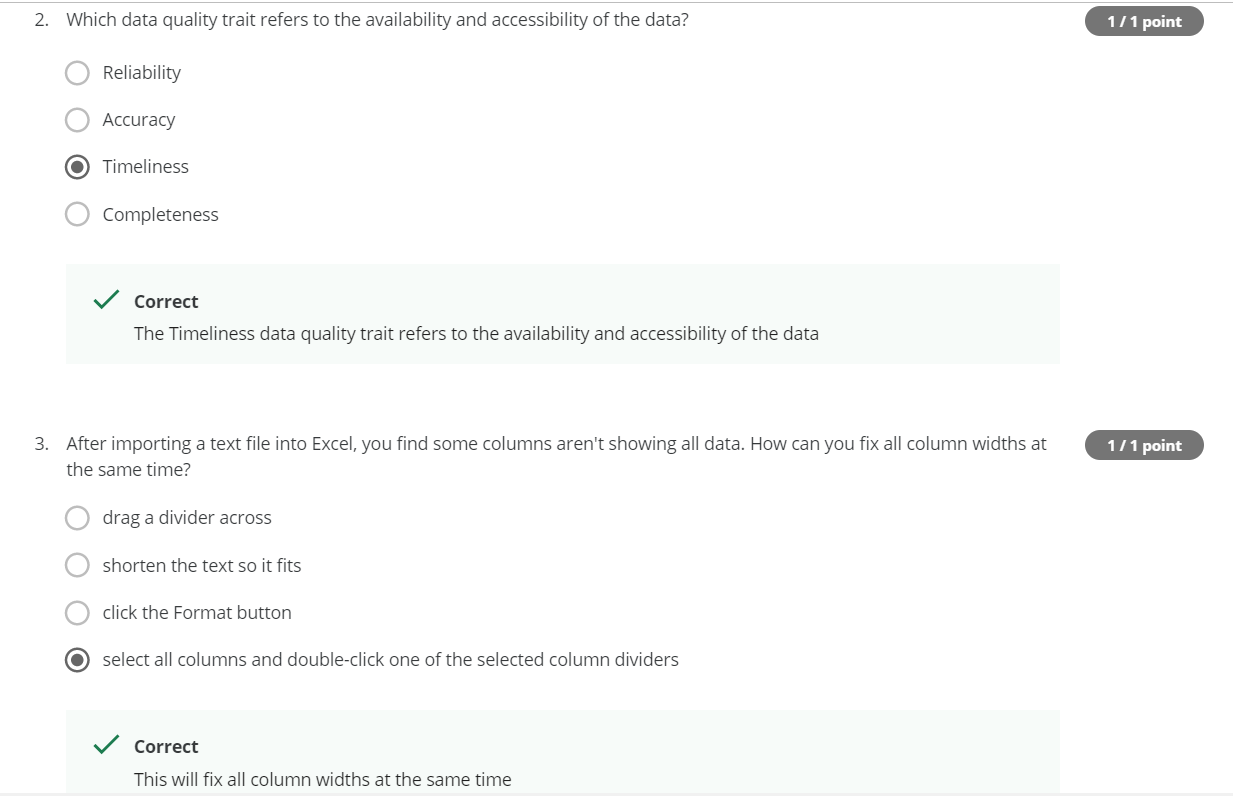 2. Which data quality trait refers to the availability and accessibility of the data?
1 / 1 point
Reliability
Accuracy
Timeliness
Completeness
Correct
The Timeliness data quality trait refers to the availability and accessibility of the data
3. After importing a text file into Excel, you find some columns aren't showing all data. How can you fix all column widths at
the same time?
1 / 1 point
drag a divider across
shorten the text so it fits
click the Format button
select all columns and double-click one of the selected column dividers
Correct
This will fix all column widths at the same time